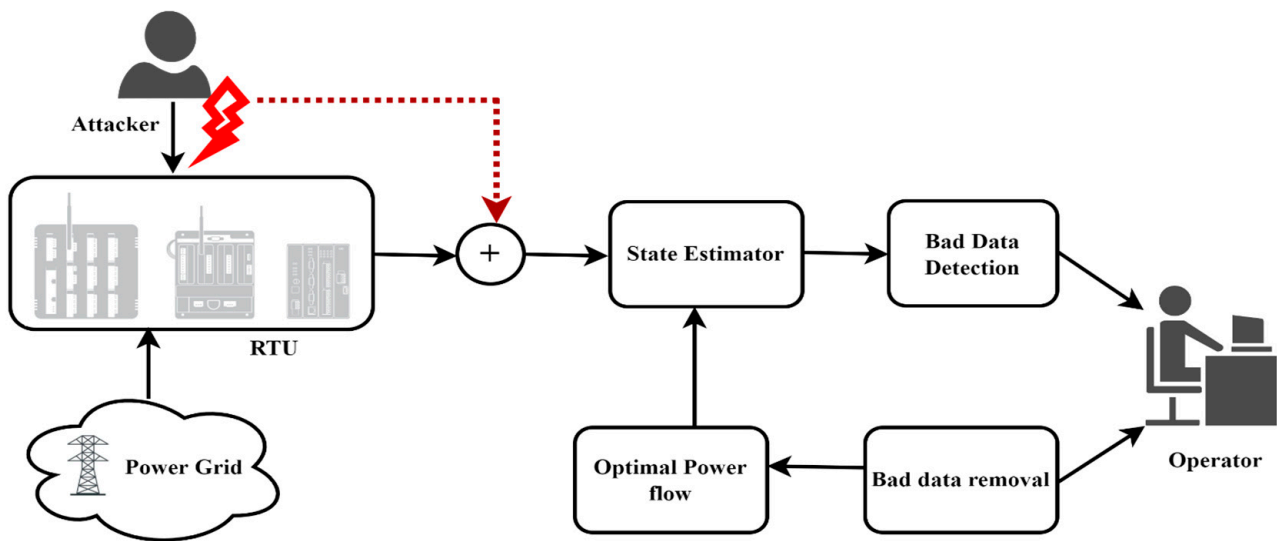 Attacker
RTU
Power Grid
+
State Estimator
Bad Data
Detection
Optimal Power
flow
Bad data removal
Operator